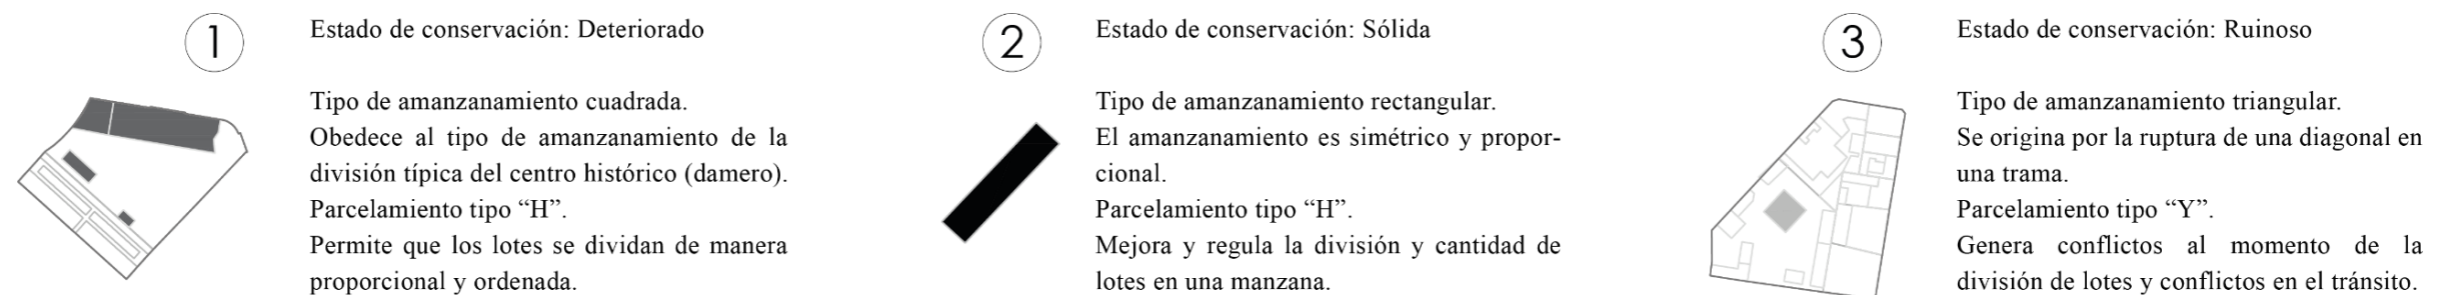 1
Estado de conservación: Deteriorado
Tipo de amanzanamiento cuadrada.
Obedece al tipo de amanzanamiento de la
división típica del centro histórico (damero).
Parcelamiento tipo “H”.
Permite que los lotes se dividan de manera
proporcional y ordenada.
2
Estado de conservación: Sólida
Tipo de amanzanamiento rectangular.
El amanzanamiento es simétrico y propor-
cional.
Parcelamiento tipo “H”.
Mejora y regula la división y cantidad de
lotes en una manzana.
3
Estado de conservación: Ruinoso
Tipo de amanzanamiento triangular.
Se origina por la ruptura de una diagonal en
una trama.
Parcelamiento tipo “Y”.
Genera conflictos al momento de la
división de lotes y conflictos en el tránsito.